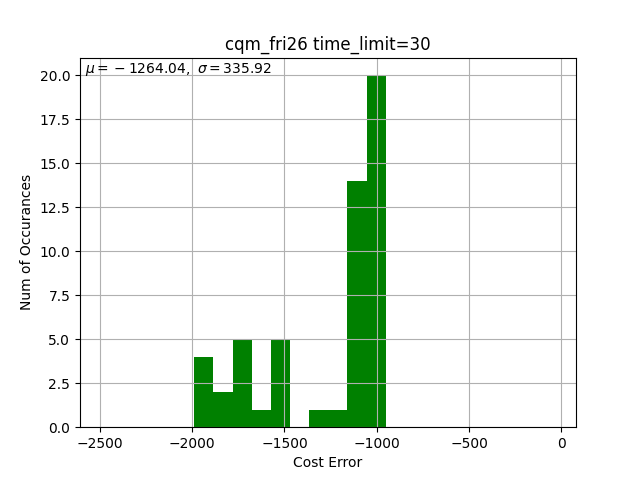 cqm_fri26 time_limit=30
μ = −1264.04, σ = 335.92
20.0
17.5
15.0
12.5
10.0
7.5
5.0
2.5
0.0
Num of Occurances
−2500 −2000 −1500 −1000 −500 0
Cost Error